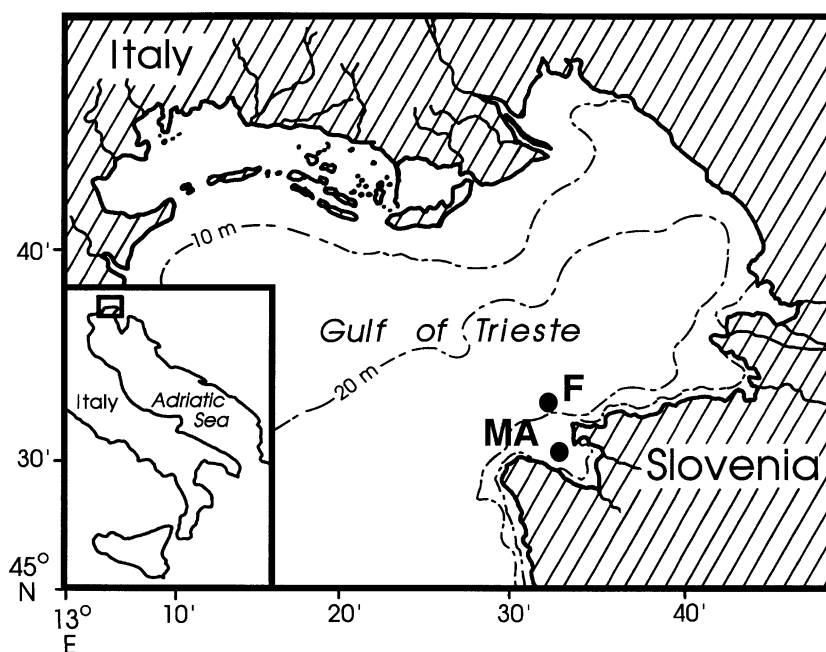 Italy
10 m
40'
Gulf of Trieste
20 m
F
MA
Italy
Adriatic
Sea
30'
Slovenia
45°
N
13°
E
10'
20'
30'
40'